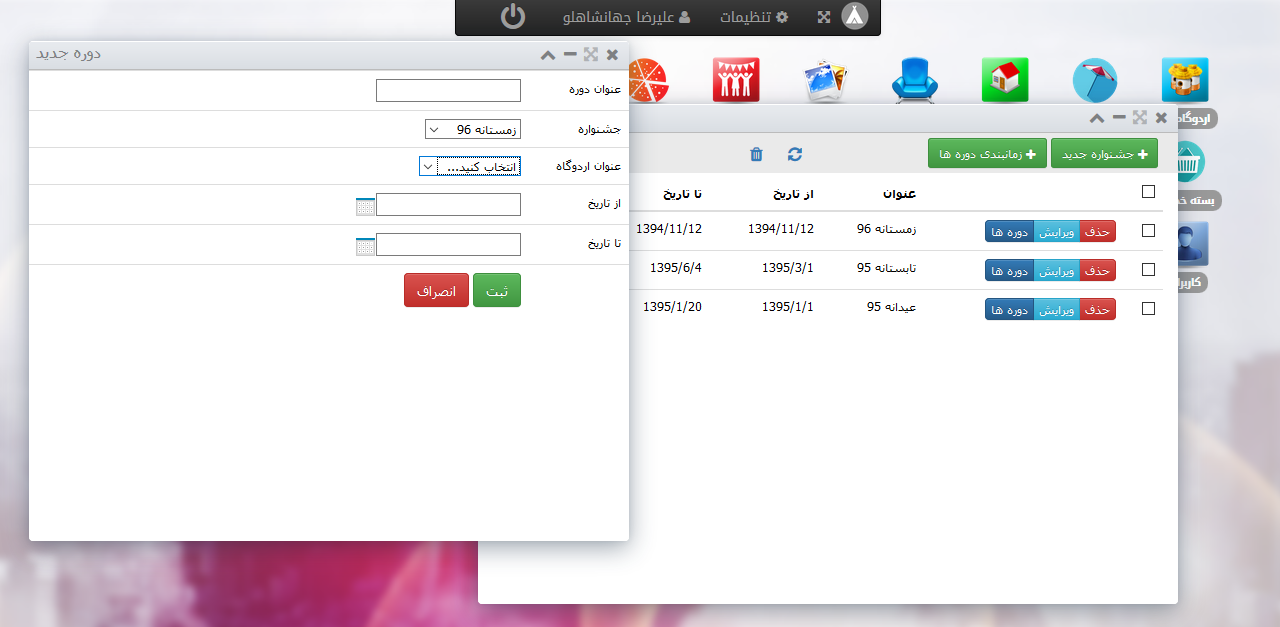 تنظیمات
علیرضا جهانشاهلو
دوره جدید
عنوان دوره
جشنواره
زمستانه 96
عنوان اردوگاه
انتخاب کنید...
از تاریخ
تا تاریخ
ثبت
انصراف
جشنواره جدید
زمانبندی دوره ها
عنوان
از تاریخ
تا تاریخ
حذف
ویرایش
دوره ها
زمستانه 96
1394/11/12
1394/11/12
حذف
ویرایش
دوره ها
تابستانه 95
1395/3/1
1395/6/4
حذف
ویرایش
دوره ها
عیدانه 95
1395/1/1
1395/1/20
بسته